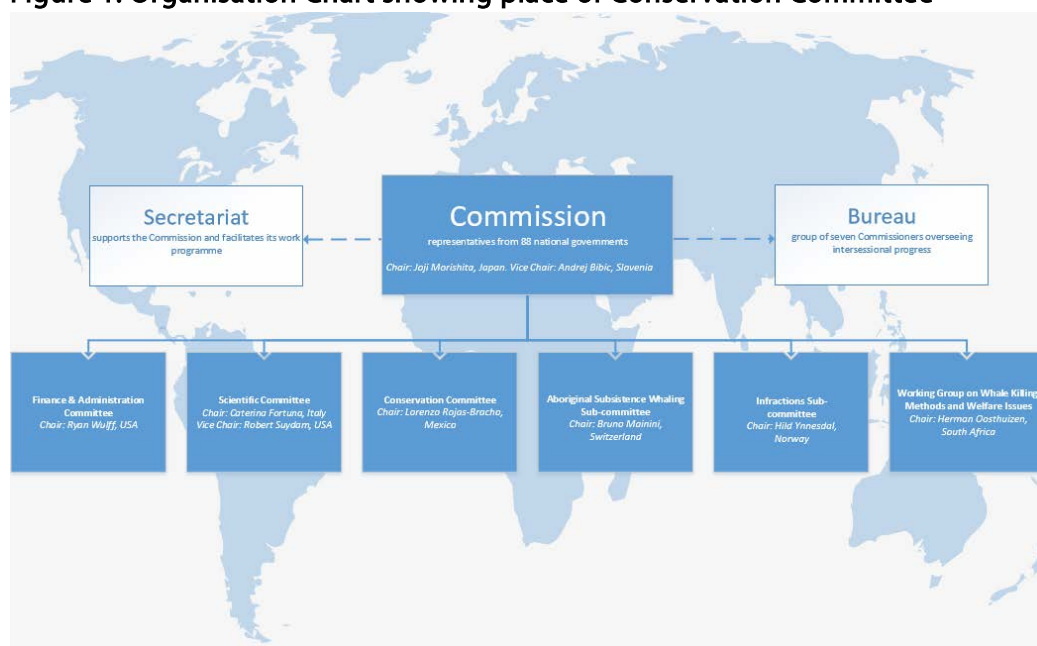 Figure 1: Organisation Chart showing place of Conservation Committee
Secretariat
supports the Commission and facilitates its work
programme
Commission
representatives from 88 national governments
Chair: Joji Morishita, Japan. Vice Chair: Andrej Bibic, Slovenia
Bureau
group of seven Commissioners overseeing
intersessional progress
Finance & Administration
Committee
Chair: Ryan Wulff, USA
Scientific Committee
Chair: Caterina Fortuna, Italy
Vice Chair: Robert Suydam, USA
Conservation Committee
Chair: Lorenzo Rojas-Bracho,
Mexico
Aboriginal Subsistence Whaling
Sub-committee
Chair: Bruno Mainini,
Switzerland
Infractions Sub-
committee
Chair: Hild Ynnesdal,
Norway
Working Group on Whale Killing
Methods and Welfare Issues
Chair: Herman Oosthuizen,
South Africa